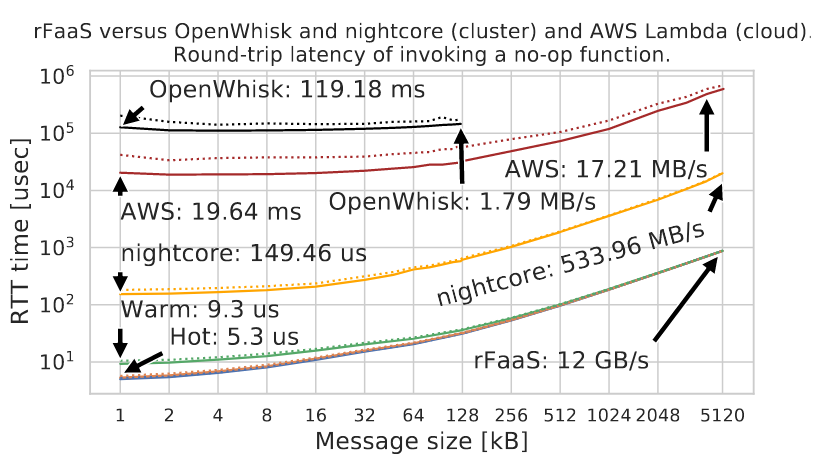 rFaaS versus OpenWhisk and nightcore (cluster) and AWS Lambda (cloud).
Round-trip latency of invoking a no-op function.
10^6
10^5
10^4
10^3
10^2
10^1
RTT time [usec]
OpenWhisk: 119.18 ms
AWS: 17.21 MB/s
OpenWhisk: 1.79 MB/s
AWS: 19.64 ms
nightcore: 149.46 us
nightcore: 533.96 MB/s
Warm: 9.3 us
Hot: 5.3 us
rFaaS: 12 GB/s
1 2 4 8 16 32 64 128 256 512 1024 2048 5120
Message size [kB]